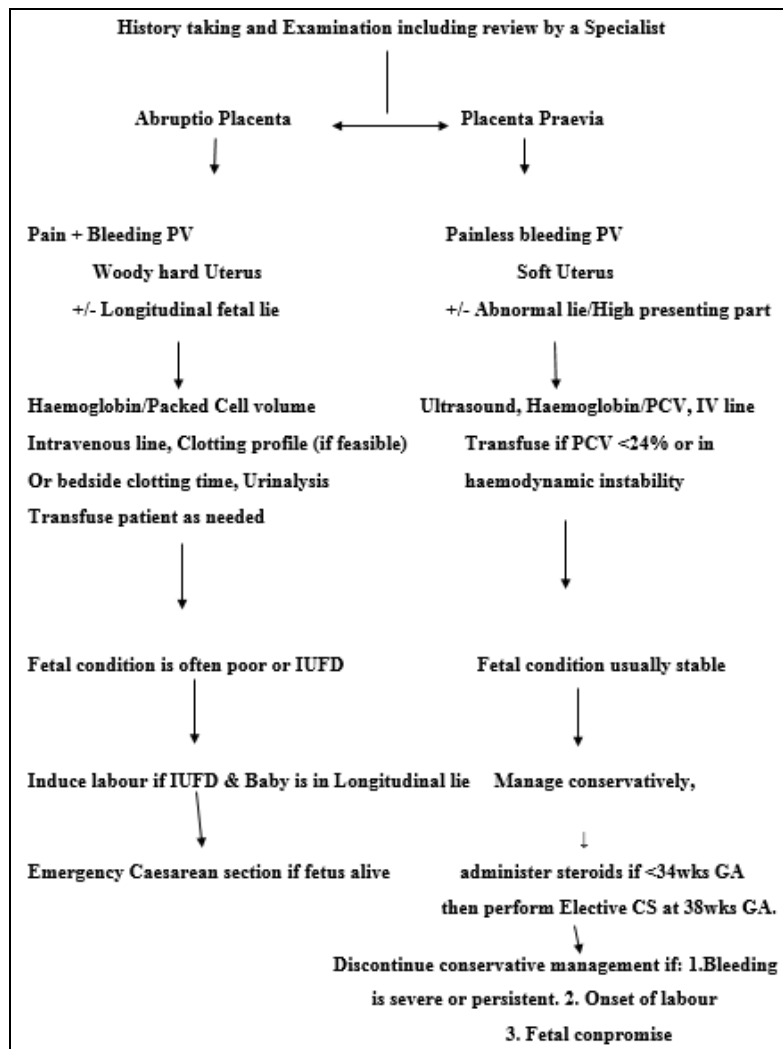 History taking and Examination including review by a Specialist
Abruptio Placenta
Placenta Praevia
Pain + Bleeding PV
Woody hard Uterus
+/- Longitudinal fetal lie
Painless bleeding PV
Soft Uterus
+/- Abnormal lie/High presenting part
Haemoglobin/Packed Cell volume
Intravenous line, Clotting profile (if feasible)
Or bedside clotting time, Urinalysis
Transfuse patient as needed
Ultrasound, Haemoglobin/PCV, IV line
Transfuse if PCV <24% or in
haemodynamic instability
Fetal condition is often poor or IUFD
Fetal condition usually stable
Induce labour if IUFD & Baby is in Longitudinal lie
Manage conservatively,
Emergency Caesarean section if fetus alive
administer steroids if <34wks GA
then perform Elective CS at 38wks GA.
Discontinue conservative management if: 1.Bleeding
is severe or persistent. 2. Onset of labour
3. Fetal conpromise